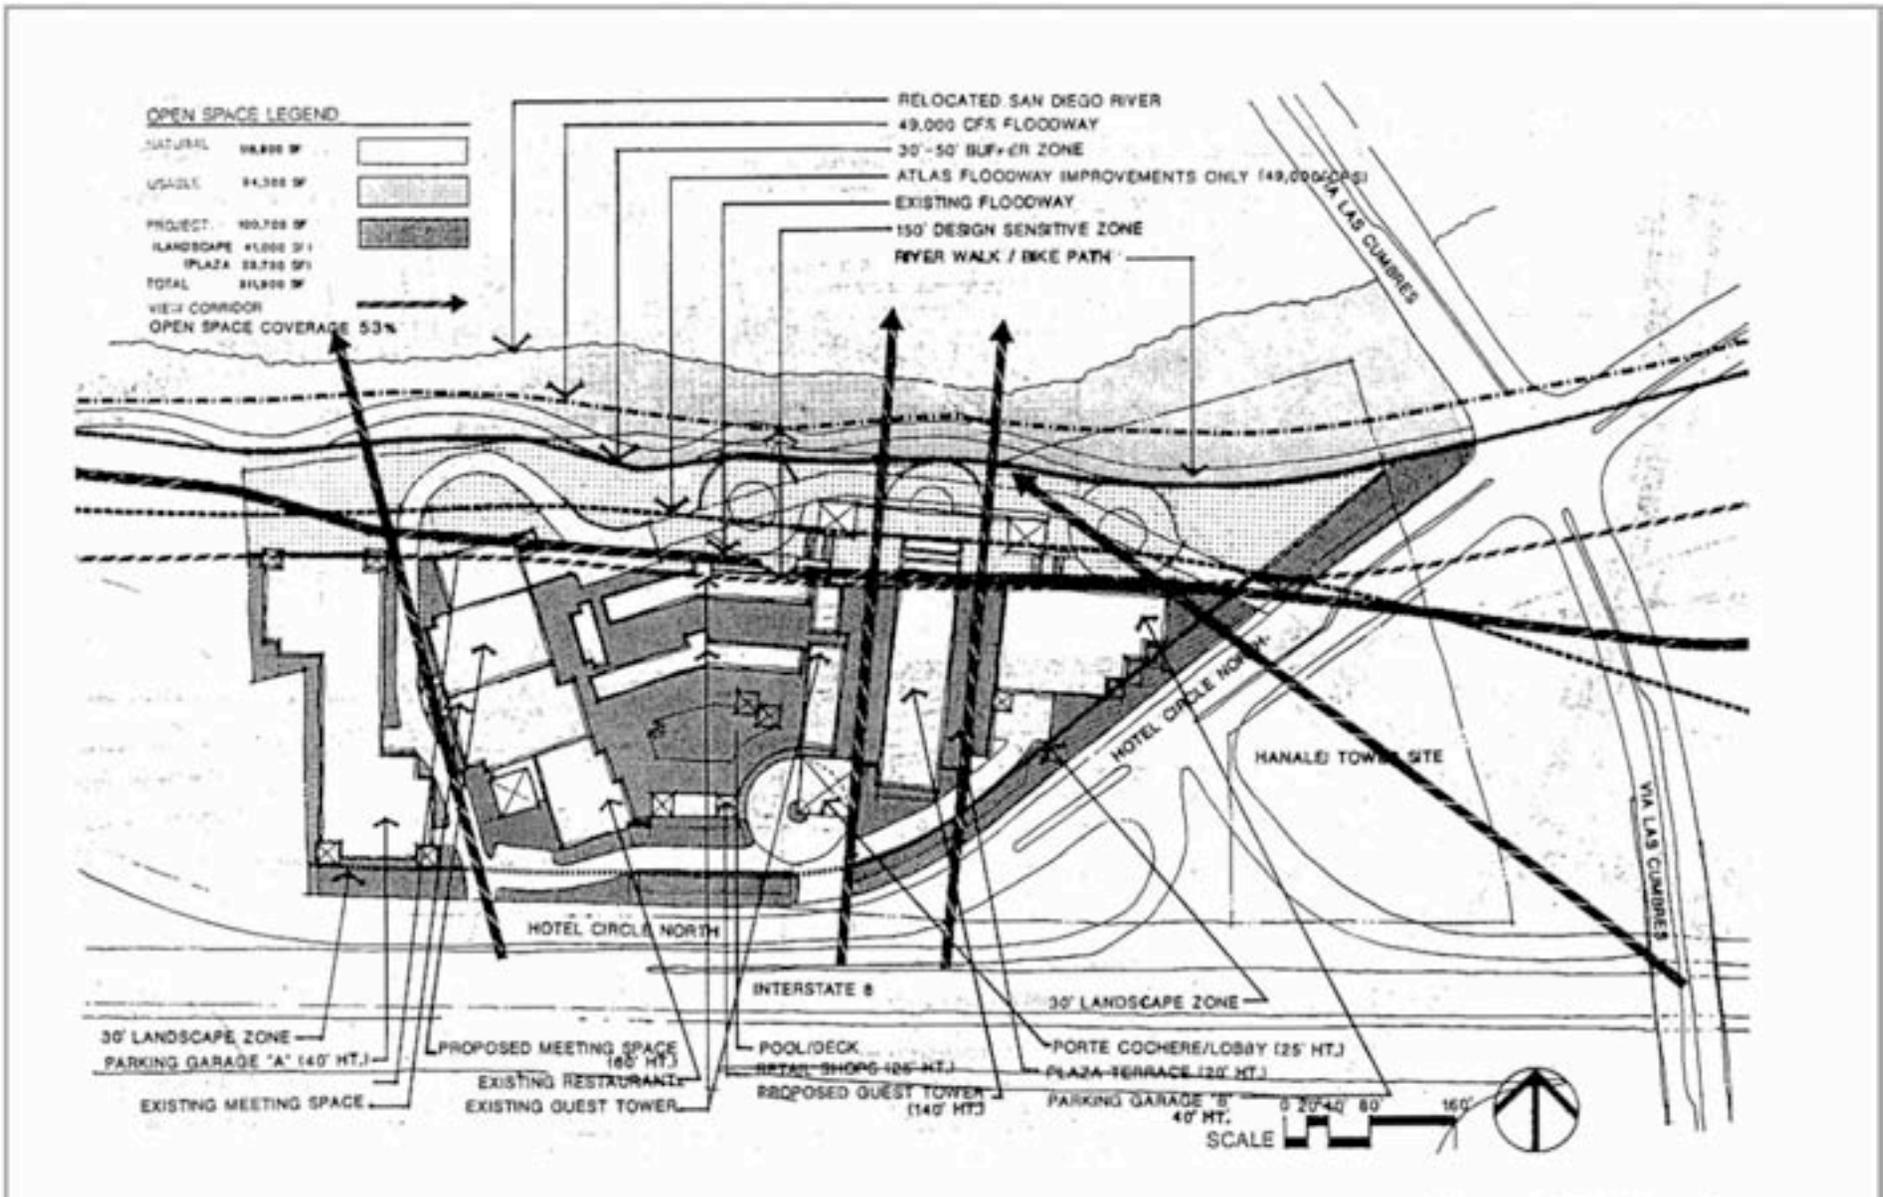 OPEN SPACE LEGEND
NATURAL
USABLE
PROJECT
(LANDSCAPE
(PLAZA
TOTAL
VIEW CORRIDOR
OPEN SPACE COVERAGE 53%
RELOCATED SAN DIEGO RIVER
49,000 CFS FLOODWAY
30'-50' BUFFER ZONE
ATLAS FLOODWAY IMPROVEMENTS ONLY (49,000 CFS)
EXISTING FLOODWAY
150' DESIGN SENSITIVE ZONE
RIVER WALK / BIKE PATH
VIA LAS CUMBRES
HOTEL CIRCLE NORTH
HANALEI TOWER SITE
VIA LAS CUMBRES
HOTEL CIRCLE NORTH
INTERSTATE 8
30' LANDSCAPE ZONE
30' LANDSCAPE ZONE
PARKING GARAGE "A" (40' HT.)
EXISTING MEETING SPACE
PROPOSED MEETING SPACE
(60' HT.)
EXISTING RESTAURANT
EXISTING GUEST TOWER
POOL/DECK
RETAIL SHOPS (25' HT.)
PROPOSED GUEST TOWER
(140' HT.)
PORTE COCHERE/LOBBY (25' HT.)
PLAZA TERRACE (20' HT.)
PARKING GARAGE "B"
40' HT.
0 20' 40' 80' 160'
SCALE